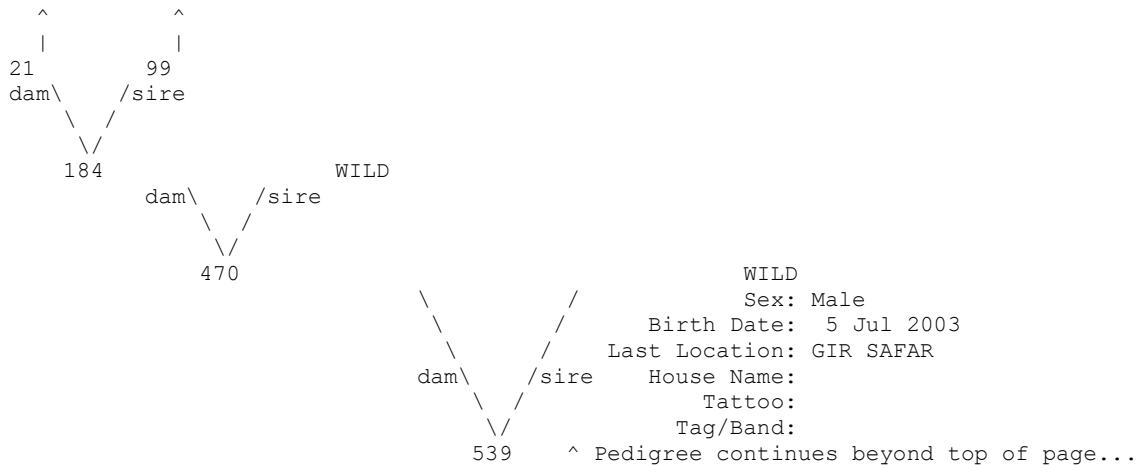 ^ ^
| |
21 99
dam\ /sire
\ /
\/
184 WILD
dam\ /sire
\ /
\/
470 WILD
\ / Sex: Male
\ / Birth Date: 5 Jul 2003
\ / Last Location: GIR SAFAR
dam\ /sire House Name:
\ / Tattoo:
\/ Tag/Band:
539 ^ Pedigree continues beyond top of page...